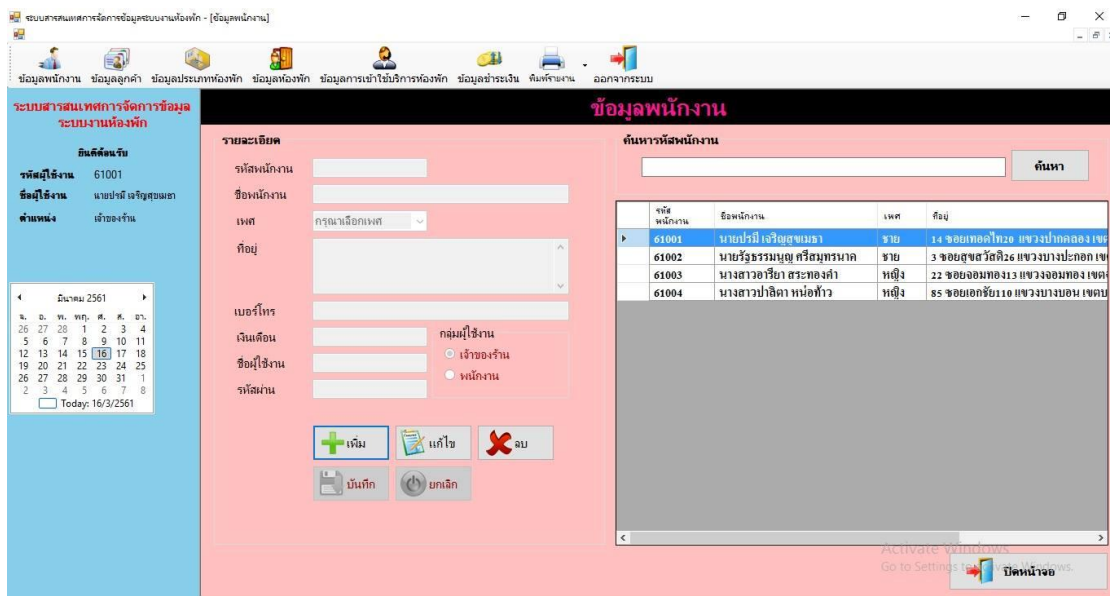 ระบบสารสนเทศการจัดการข้อมูลระบบงานห้องพัก - [ข้อมูลพนักงาน]
ข้อมูลพนักงาน ข้อมูลลูกค้า ข้อมูลประเภทห้องพัก ข้อมูลห้องพัก ข้อมูลการเข้าใช้บริการห้องพัก ข้อมูลชำระเงิน พิมพ์รายงาน ออกจากระบบ
ระบบสารสนเทศการจัดการข้อมูล
ระบบงานห้องพัก
ยินดีต้อนรับ
รหัสผู้ใช้งาน 61001
ชื่อผู้ใช้งาน นายปรมี เจริญสุขเมธา
ตำแหน่ง เจ้าของร้าน
มีนาคม 2561
จ. อ. พ. พฤ. ศ. ส. อา.
26 27 28 1 2 3 4
5 6 7 8 9 10 11
12 13 14 15 16 17 18
19 20 21 22 23 24 25
26 27 28 29 30 31 1
2 3 4 5 6 7 8
Today: 16/3/2561
ข้อมูลพนักงาน
รายละเอียด
รหัสพนักงาน
ชื่อพนักงาน
เพศ กรุณาเลือกเพศ
ที่อยู่
เบอร์โทร
เงินเดือน
ชื่อผู้ใช้งาน
รหัสผ่าน
กลุ่มผู้ใช้งาน
เจ้าของร้าน
พนักงาน
เพิ่ม แก้ไข ลบ
บันทึก ยกเลิก
ค้นหารหัสพนักงาน
ค้นหา
รหัสพนักงาน ชื่อพนักงาน เพศ ที่อยู่
61001 นายปรมี เจริญสุขเมธา ชาย 14 ซอยเทอดไท20 แขวงปากคลอง เขต
61002 นายรัฐธรรมนูญ ศรีสมุทรนาค ชาย 3 ซอยสุขสวัสดิ์26 แขวงบางปะกอก
61003 นางสาวอารียา สระทองคำ หญิง 22 ซอยจอมทอง13 แขวงจอมทอง เขต
61004 นางสาวปาลิตา หน่อท้าว หญิง 85 ซอยเอกชัย110 แขวงบางบอน เขตบ
Activate Windows
Go to Settings to activate Windows.
ปิดหน้าจอ